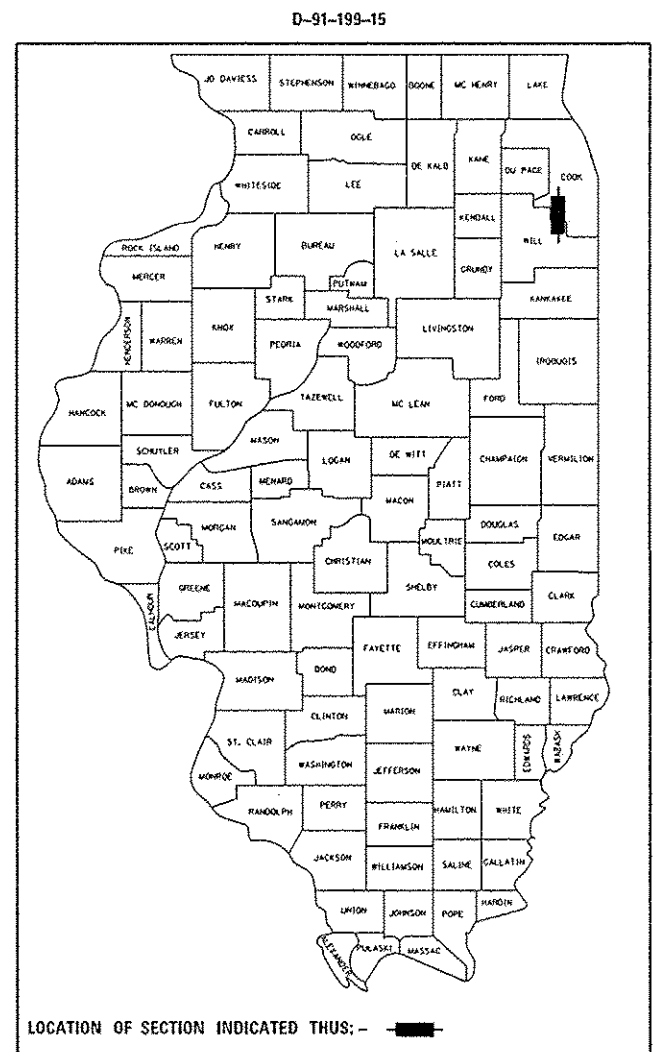 D-91-199-15
JO DAVIESS STEPHENSON WINNEBAGO BOONE MC HENRY LAKE
CARROLL OGLE
DE KALB KANE DU PAGE COOK
WHITESIDE LEE
KENDALL
ROCK ISLAND HENRY BUREAU LA SALLE GRUNDY WILL
MERCER
PUTNAM
STARK MARSHALL KANKAKEE
HENDERSON WARREN KNOX PEORIA WOODFORD LIVINGSTON IROQUOIS
HANCOCK MC DONOUGH FULTON TAZEWELL MC LEAN FORD
SCHUYLER MASON
LOGAN DE WITT CHAMPAIGN VERMILION
ADAMS BROWN CASS MENARD PIATT
MACON
MORGAN SANGAMON DOUGLAS EDGAR
PIKE SCOTT MOULTRIE
CHRISTIAN COLES
GREENE SHELBY
CALHOUN MACOUPIN MONTGOMERY CUMBERLAND CLARK
JERSEY
FAYETTE EFFINGHAM JASPER CRAWFORD
MADISON BOND
CLAY RICHLAND LAWRENCE
CLINTON MARION
ST. CLAIR WAYNE EDWARDS WABASH
WASHINGTON JEFFERSON
MONROE
RANDOLPH PERRY HAMILTON WHITE
FRANKLIN
JACKSON WILLIAMSON SALINE GALLATIN
HARDIN
UNION JOHNSON POPE
ALEXANDER PULASKI MASSAC
LOCATION OF SECTION INDICATED THUS: -